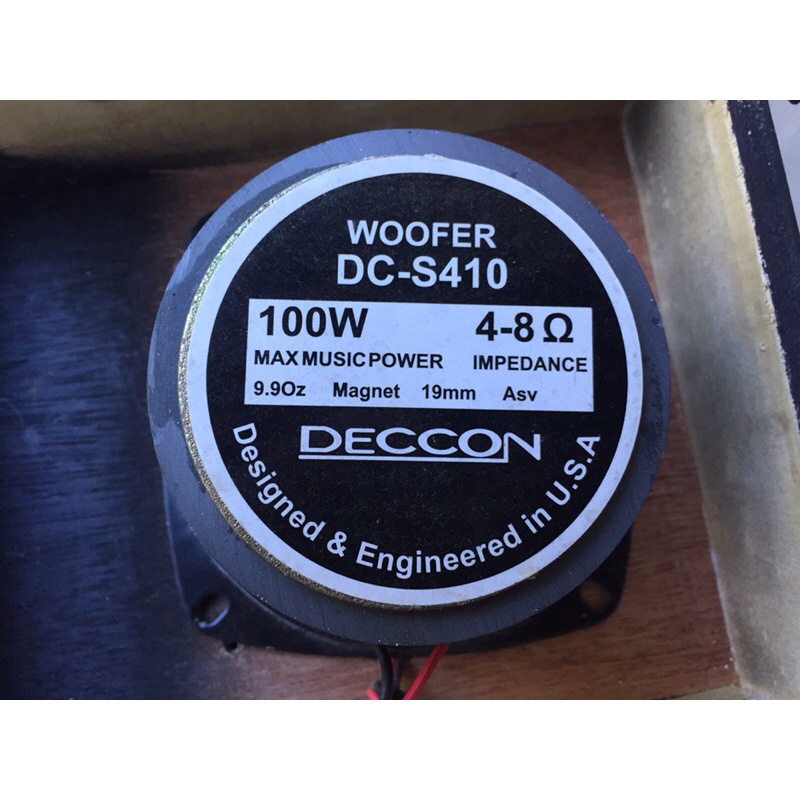 WOOFER
DC-S410
100W 4-8 Ω
MAX MUSIC POWER IMPEDANCE
9.9Oz Magnet 19mm Asv
DECCON
Designed & Engineered in U.S.A